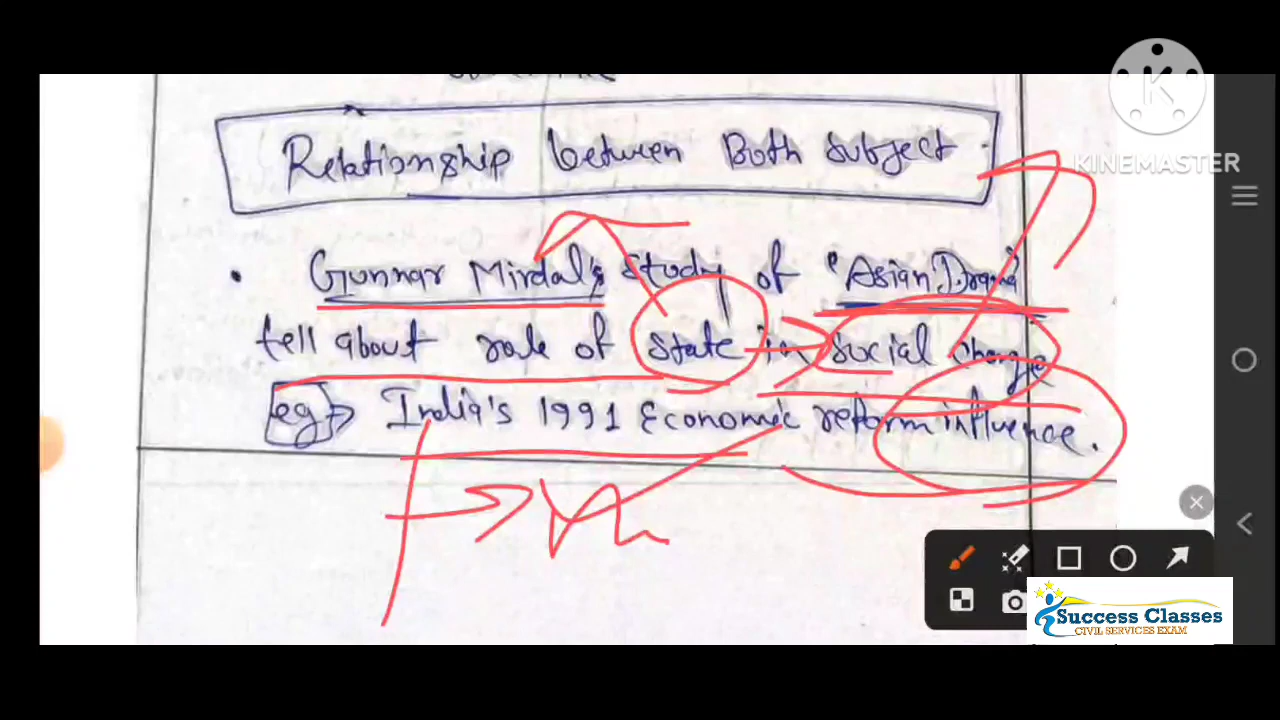 Relationship between Both subject.
• Gunnar Mirdal's study of "Asian Drama"
tell about role of state in social change
eg → India's 1991 Economic reform influence.
KINEMASTER
Success Classes
CIVIL SERVICES EXAM